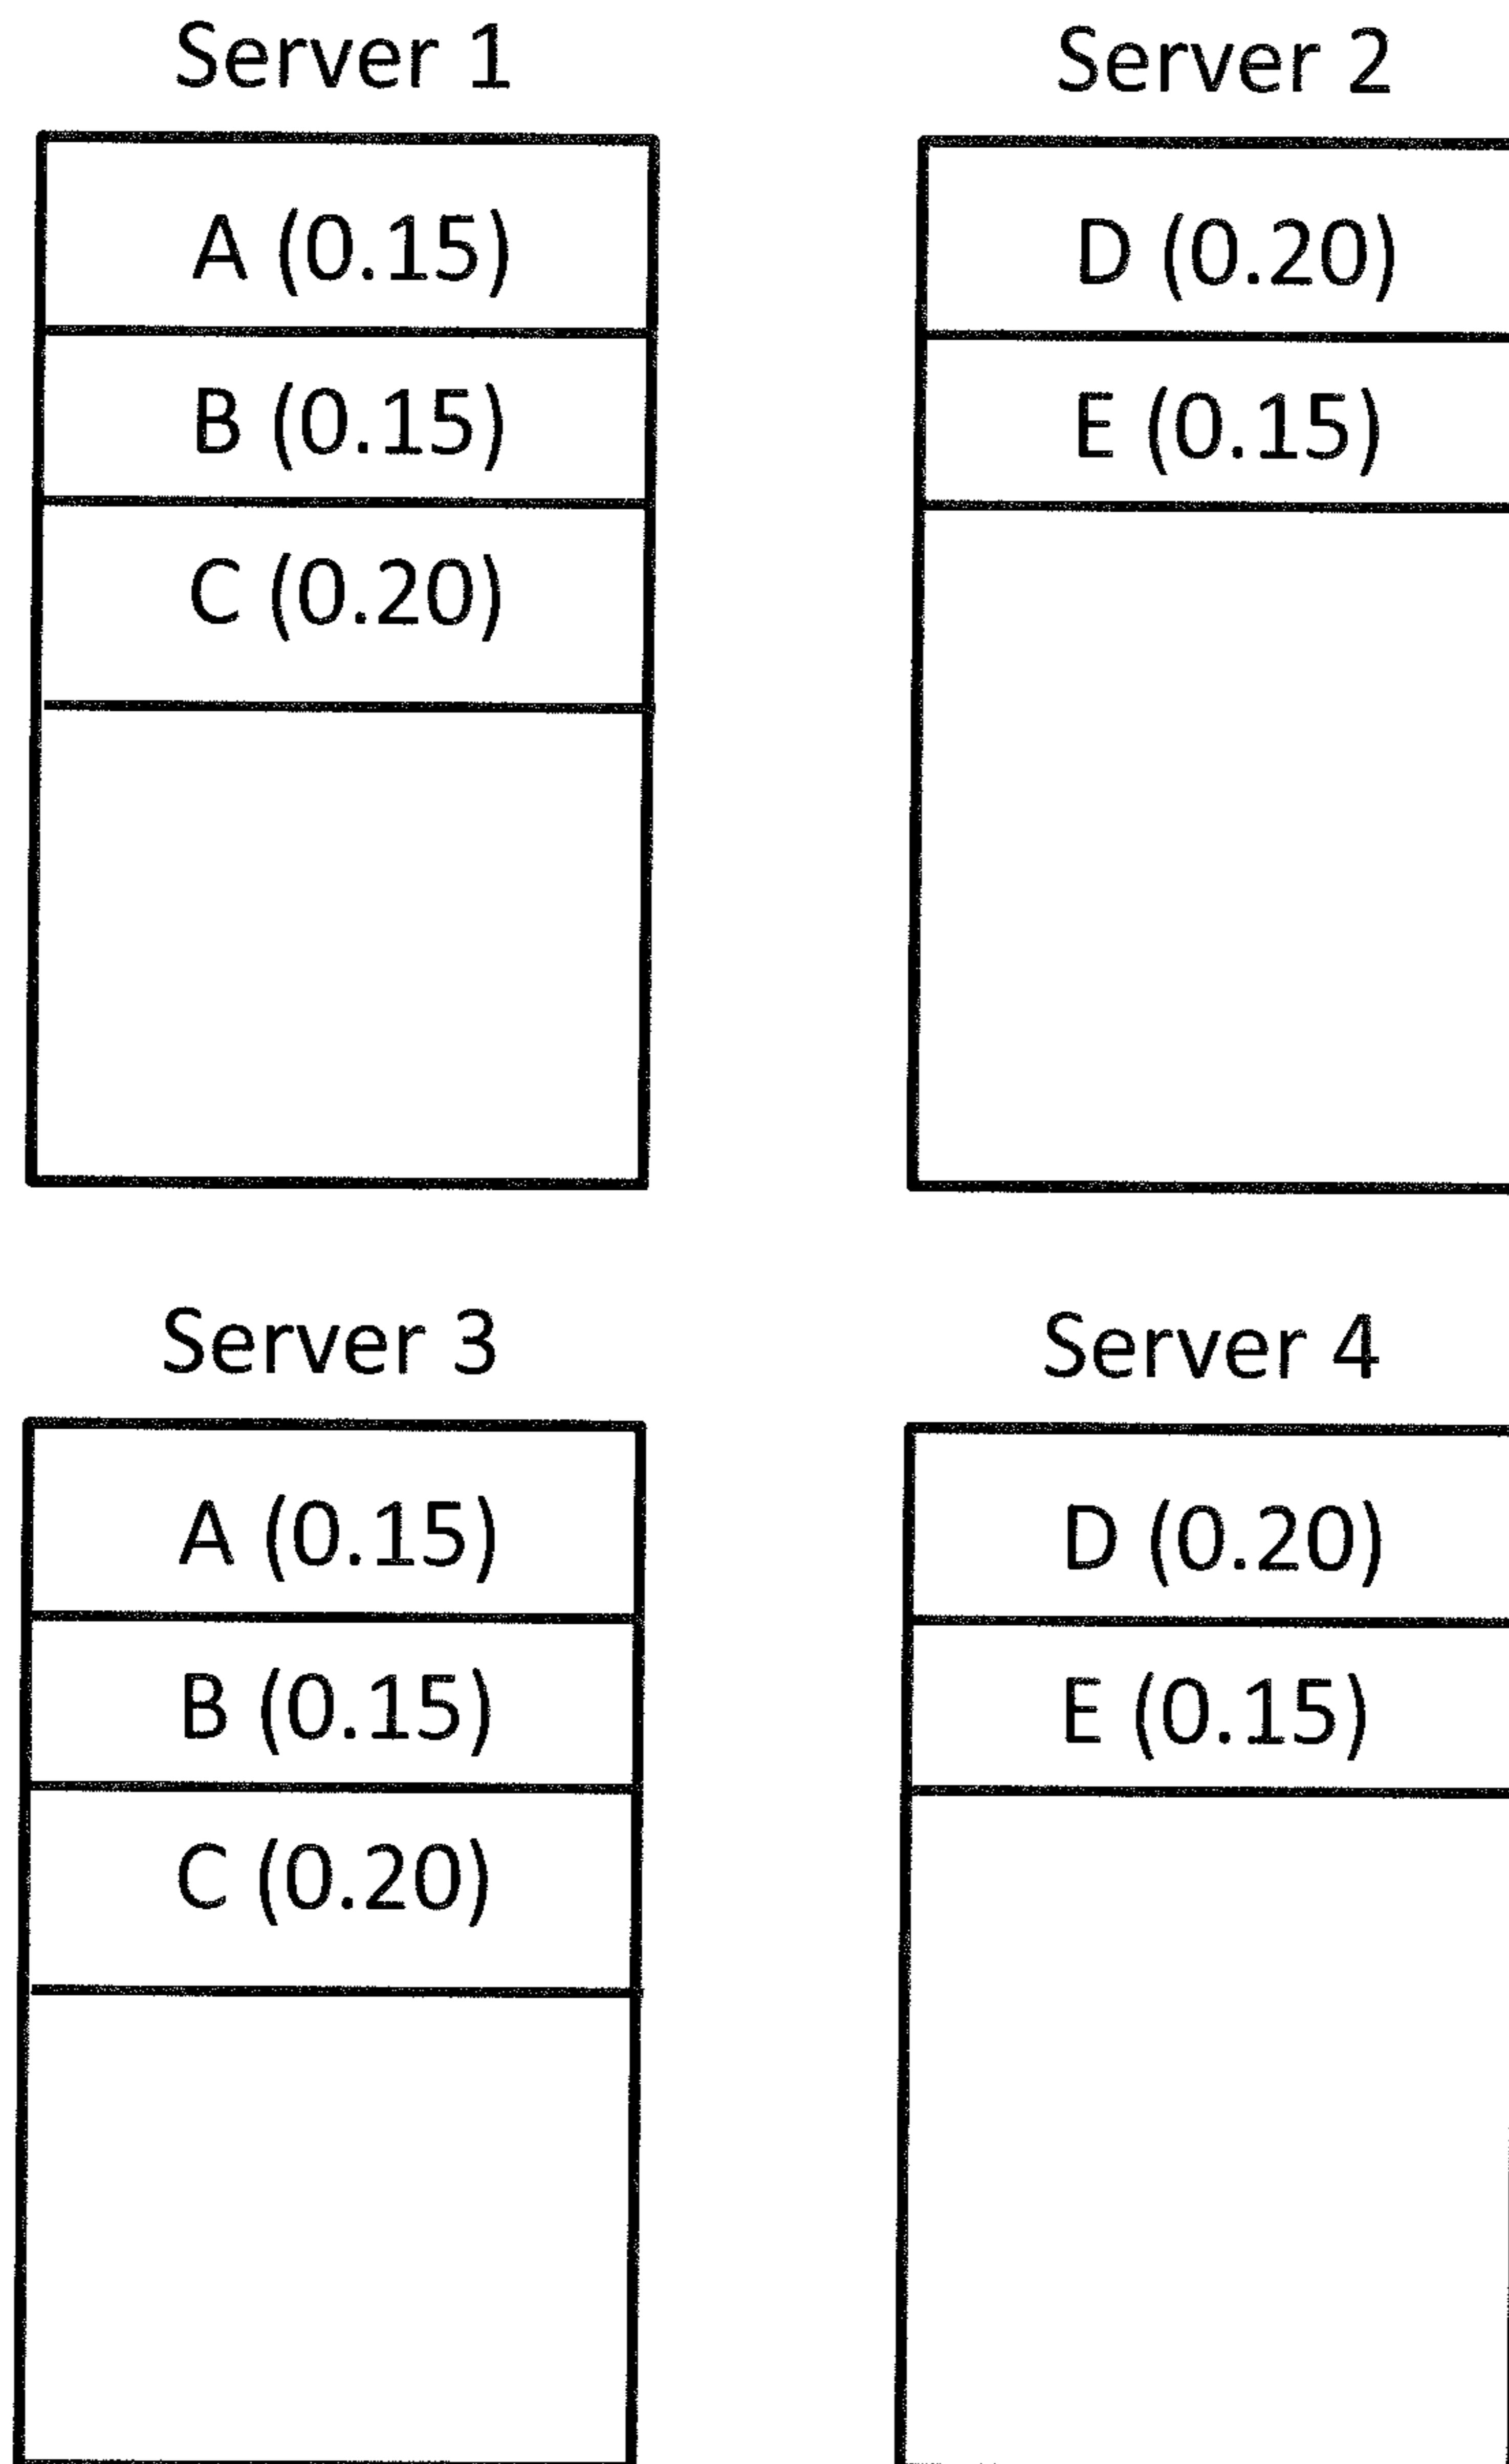 Server 1
A (0.15)
B (0.15)
C (0.20)
Server 2
D (0.20)
E (0.15)
Server 3
A (0.15)
B (0.15)
C (0.20)
Server 4
D (0.20)
E (0.15)